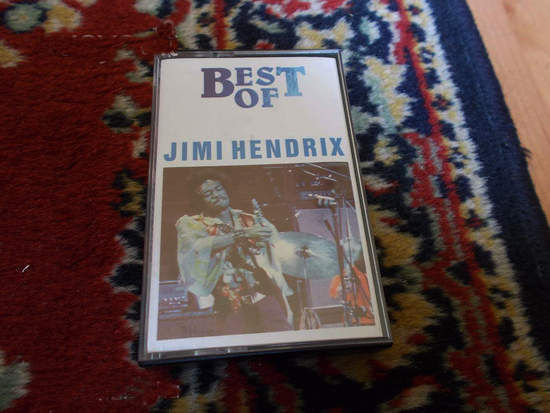 BEST
OF
JIMI HENDRIX